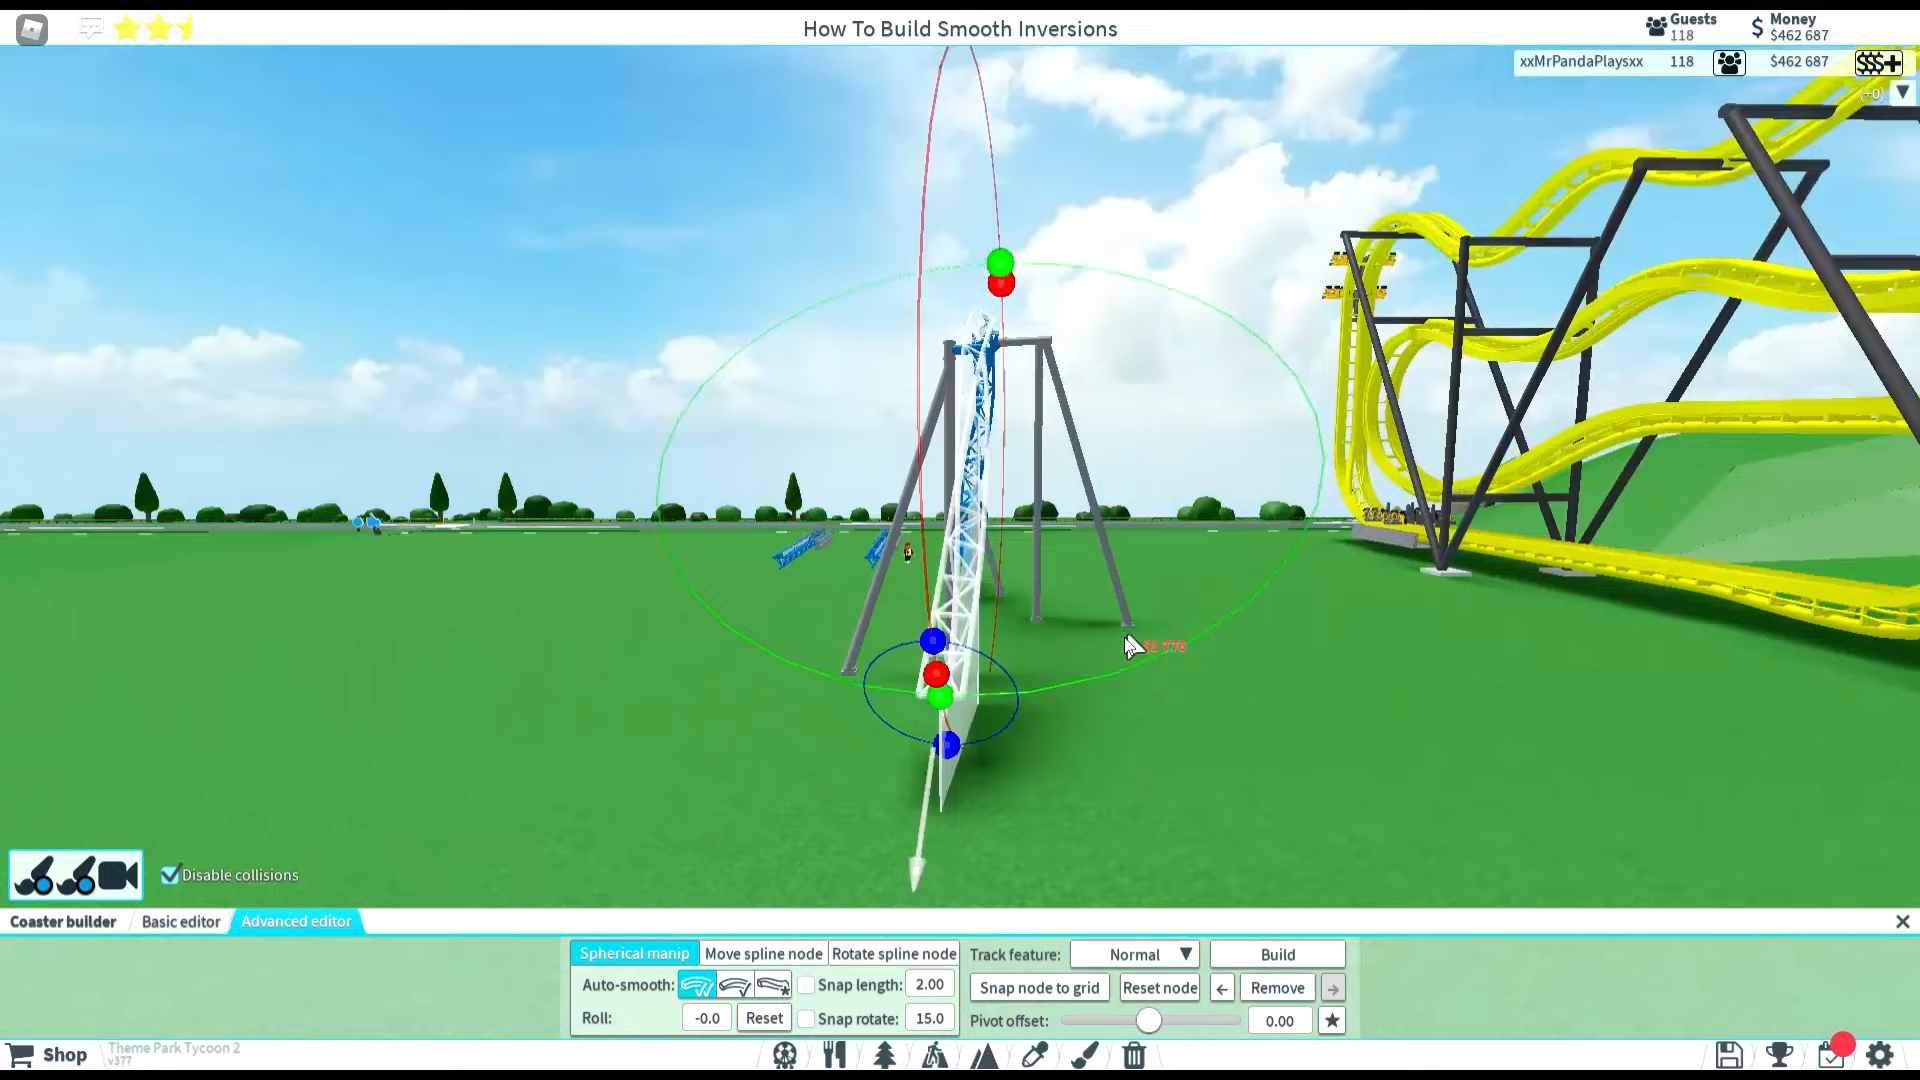 How To Build Smooth Inversions
Guests
118
$ Money
$462 687
xxMrPandaPlaysxx 118 $462 687 $$$+
(+0) ▼
Disable collisions
Coaster builder Basic editor Advanced editor
Spherical manip Move spline node Rotate spline node Track feature: Normal ▼ Build
Auto-smooth: Snap length: 2.00 Snap node to grid Reset node ← Remove →
Roll: -0.0 Reset Snap rotate: 15.0 Pivot offset: 0.00 ★
Shop Theme Park Tycoon 2
v377